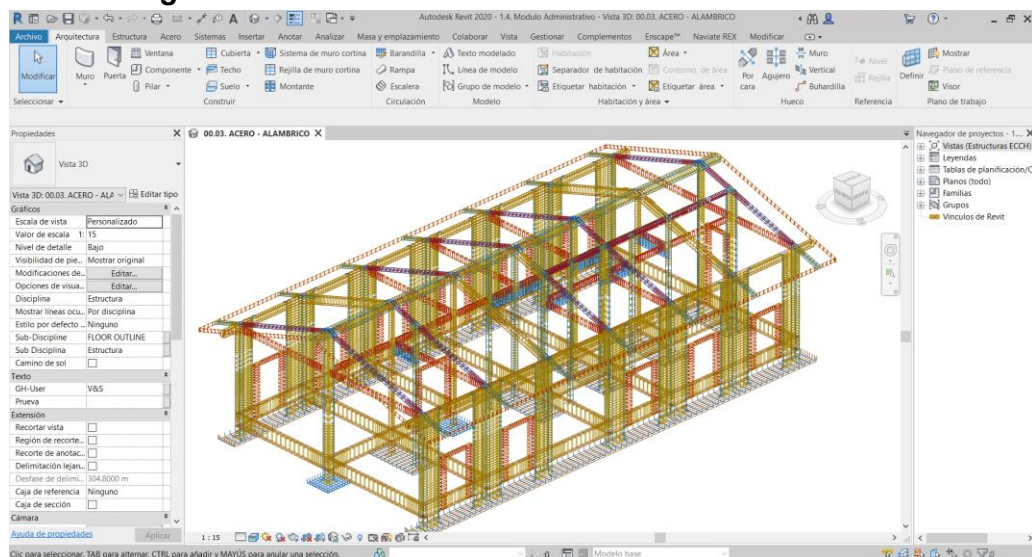 Autodesk Revit 2020 - 1.4. Modulo Administrativo - Vista 3D: 00.03. ACERO - ALAMBRICO
Archivo Arquitectura Estructura Acero Sistemas Insertar Anotar Analizar Masa y emplazamiento Colaborar Vista Gestionar Complementos Enscape™ Naviate REX Modificar
Modificar
Muro
Puerta
Ventana
Componente
Pilar
Cubierta
Techo
Suelo
Sistema de muro cortina
Rejilla de muro cortina
Montante
Barandilla
Rampa
Escalera
Texto modelado
Línea de modelo
Grupo de modelo
Habitación
Separador de habitación
Etiquetar habitación
Área
Contorno de área
Etiquetar área
Por cara
Agujero
Muro
Vertical
Buhardilla
Nivel
Rejilla
Definir
Mostrar
Plano de referencia
Visor
Seleccionar Construir Circulación Modelo Habitación y área Hueco Referencia Plano de trabajo
Propiedades X
Vista 3D
Vista 3D: 00.03. ACERO - ALÁ Editar tipo
Gráficos
Escala de vista Personalizado
Valor de escala 1: 15
Nivel de detalle Bajo
Visibilidad de pie... Mostrar original
Modificaciones de... Editar...
Opciones de visua... Editar...
Disciplina Estructura
Mostrar líneas ocu... Por disciplina
Estilo por defecto ... Ninguno
Sub-Discipline FLOOR OUTLINE
Sub Disciplina Estructura
Camino de sol
Texto
GH-User V&S
Prueva
Extensión
Recortar vista
Región de recorte...
Recorte de anotac...
Delimitación lejan...
Desfase de delimi... 304.8000 m
Caja de referencia Ninguno
Caja de sección
Cámara
Ayuda de propiedades Aplicar
00.03. ACERO - ALAMBRICO X
Navegador de proyectos - 1.... X
Vistas (Estructuras ECCH)
Leyendas
Tablas de planificación/C
Planos (todo)
Familias
Grupos
Vínculos de Revit
1 : 15
Clic para seleccionar, TAB para alternar, CTRL para añadir y MAYÚS para anular una selección.
:0
Modelo base
:0